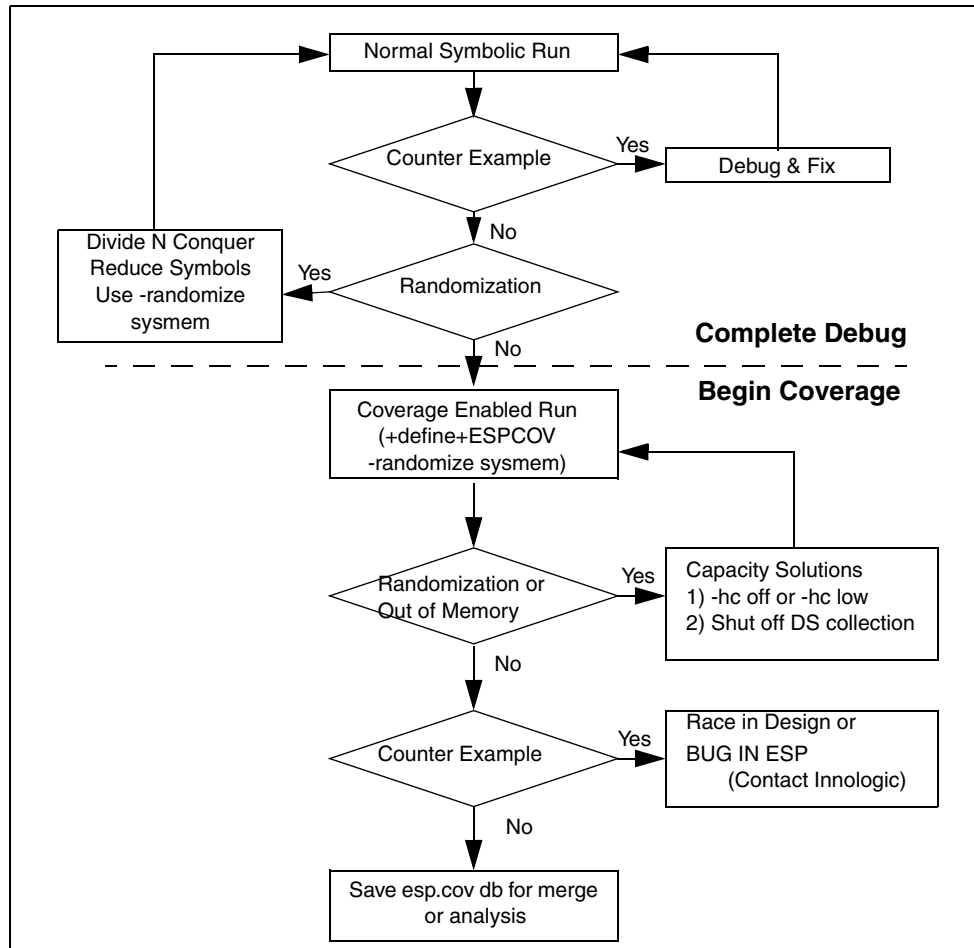 Normal Symbolic Run
Counter Example
Yes
Debug & Fix
No
Divide N Conquer
Reduce Symbols
Use -randomize
sysmem
Yes
Randomization
No
Complete Debug
Begin Coverage
Coverage Enabled Run
(+define+ESPCOV
-randomize sysmem)
Randomization or
Out of Memory
Yes
Capacity Solutions
1) -hc off or -hc low
2) Shut off DS collection
No
Counter Example
Yes
Race in Design or
BUG IN ESP
(Contact Innologic)
No
Save esp.cov db for merge
or analysis